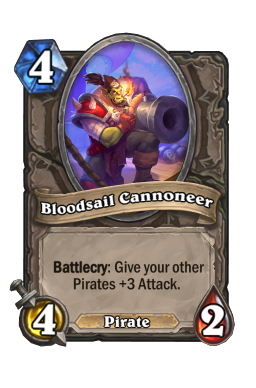 4
Bloodsail Cannoneer
Battlecry: Give your other
Pirates +3 Attack.
4
Pirate
2